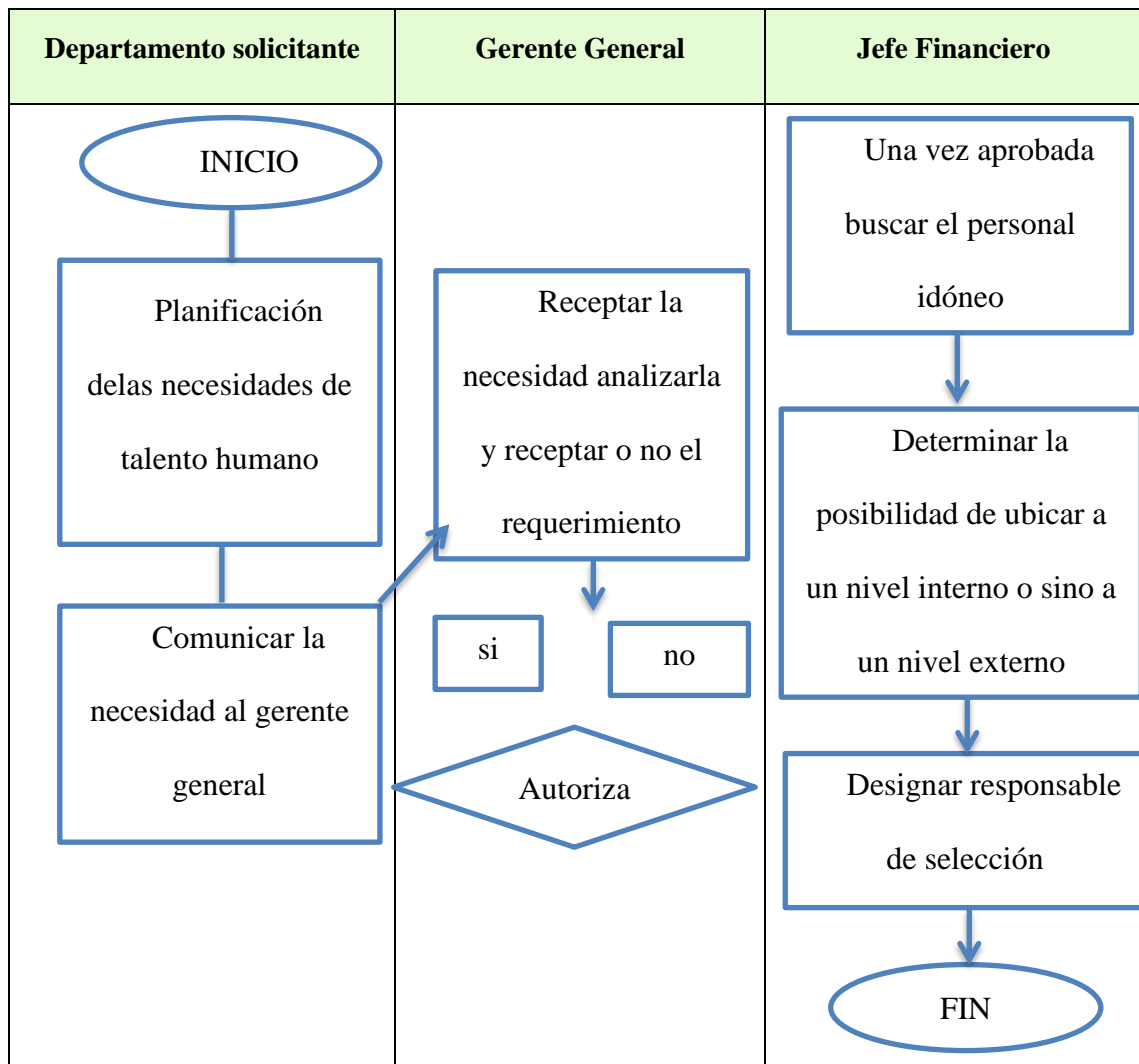 Departamento solicitante
Gerente General
Jefe Financiero
INICIO
Planificación
delas necesidades de
talento humano
Comunicar la
necesidad al gerente
general
Receptar la
necesidad analizarla
y receptar o no el
requerimiento
si
no
Autoriza
Una vez aprobada
buscar el personal
idóneo
Determinar la
posibilidad de ubicar a
un nivel interno o sino a
un nivel externo
Designar responsable
de selección
FIN